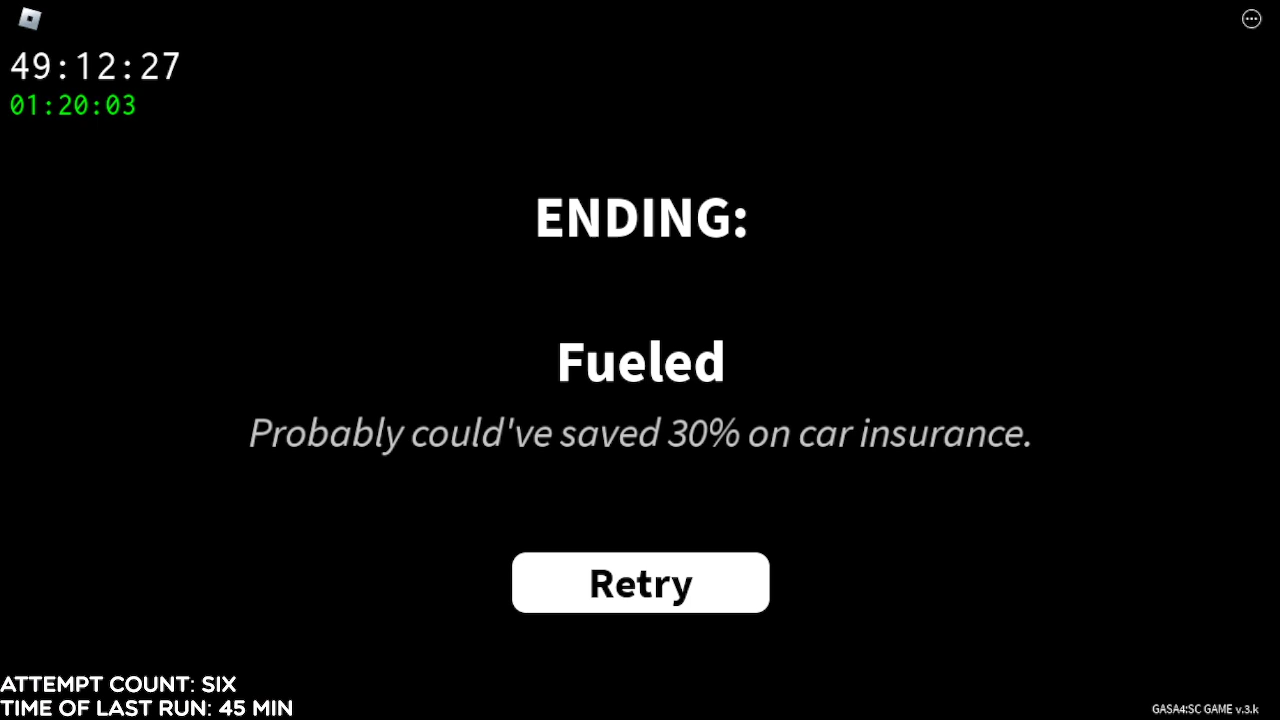 49:12:27
01:20:03
ENDING:
Fueled
Probably could've saved 30% on car insurance.
Retry
ATTEMPT COUNT: SIX
TIME OF LAST RUN: 45 MIN
GASA4:SC GAME v.3.k